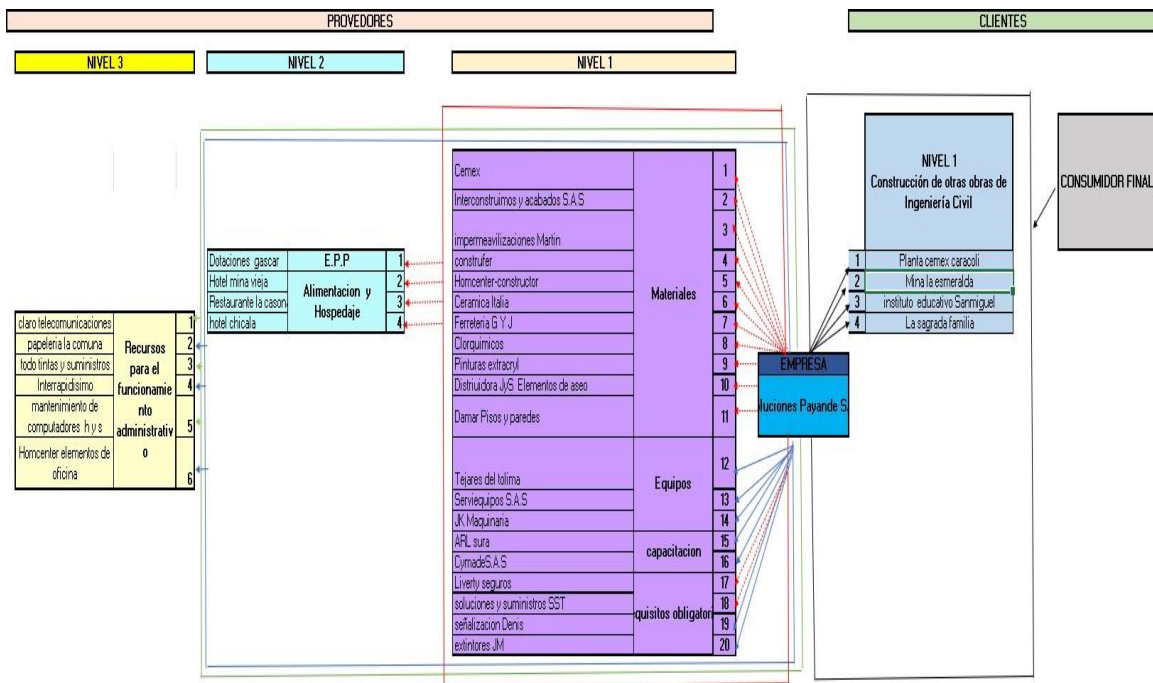 PROVEDORES
CLIENTES
NIVEL 3
NIVEL 2
NIVEL 1
claro telecomunicaciones
1
papeleria la comuna
2
todo tintas y suministros
3
Interrapidisimo
4
mantenimiento de
computadores h y s
5
Homcenter elementos de
oficina
6
Recursos
para el
funcionamie
nto
administrativ
o
Dotaciones gascar
E.P.P
1
Hotel mina vieja
2
Restaurante la cason
3
hotel chicala
4
Alimentacion y
Hospedaje
Cemex
1
Interconstruimos y acabados S.A.S
2
impermeavilizaciones Martin
3
construfer
4
Homcenter-constructor
5
Ceramica Italia
6
Ferreteria G Y J
7
Clorquimicos
8
Pinturas extracryl
9
Distriuidora JyS Elementos de aseo
10
Damar Pisos y paredes
11
Materiales
Tejares del tolima
12
Serviequipos S.A.S
13
JK Maquinaria
14
Equipos
ARL sura
15
CymadeS.A.S
16
capacitacion
Liverty seguros
17
soluciones y suministros SST
18
señalizacion Denis
19
extintores JM
20
quisitos obligator
EMPRESA
luciones Payande S.
NIVEL 1
Construcción de otras obras de
Ingeniería Civil
1
Planta cemex caracoli
2
Mina la esmeralda
3
instituto educativo Sanmiguel
4
La sagrada familia
CONSUMIDOR FINAL